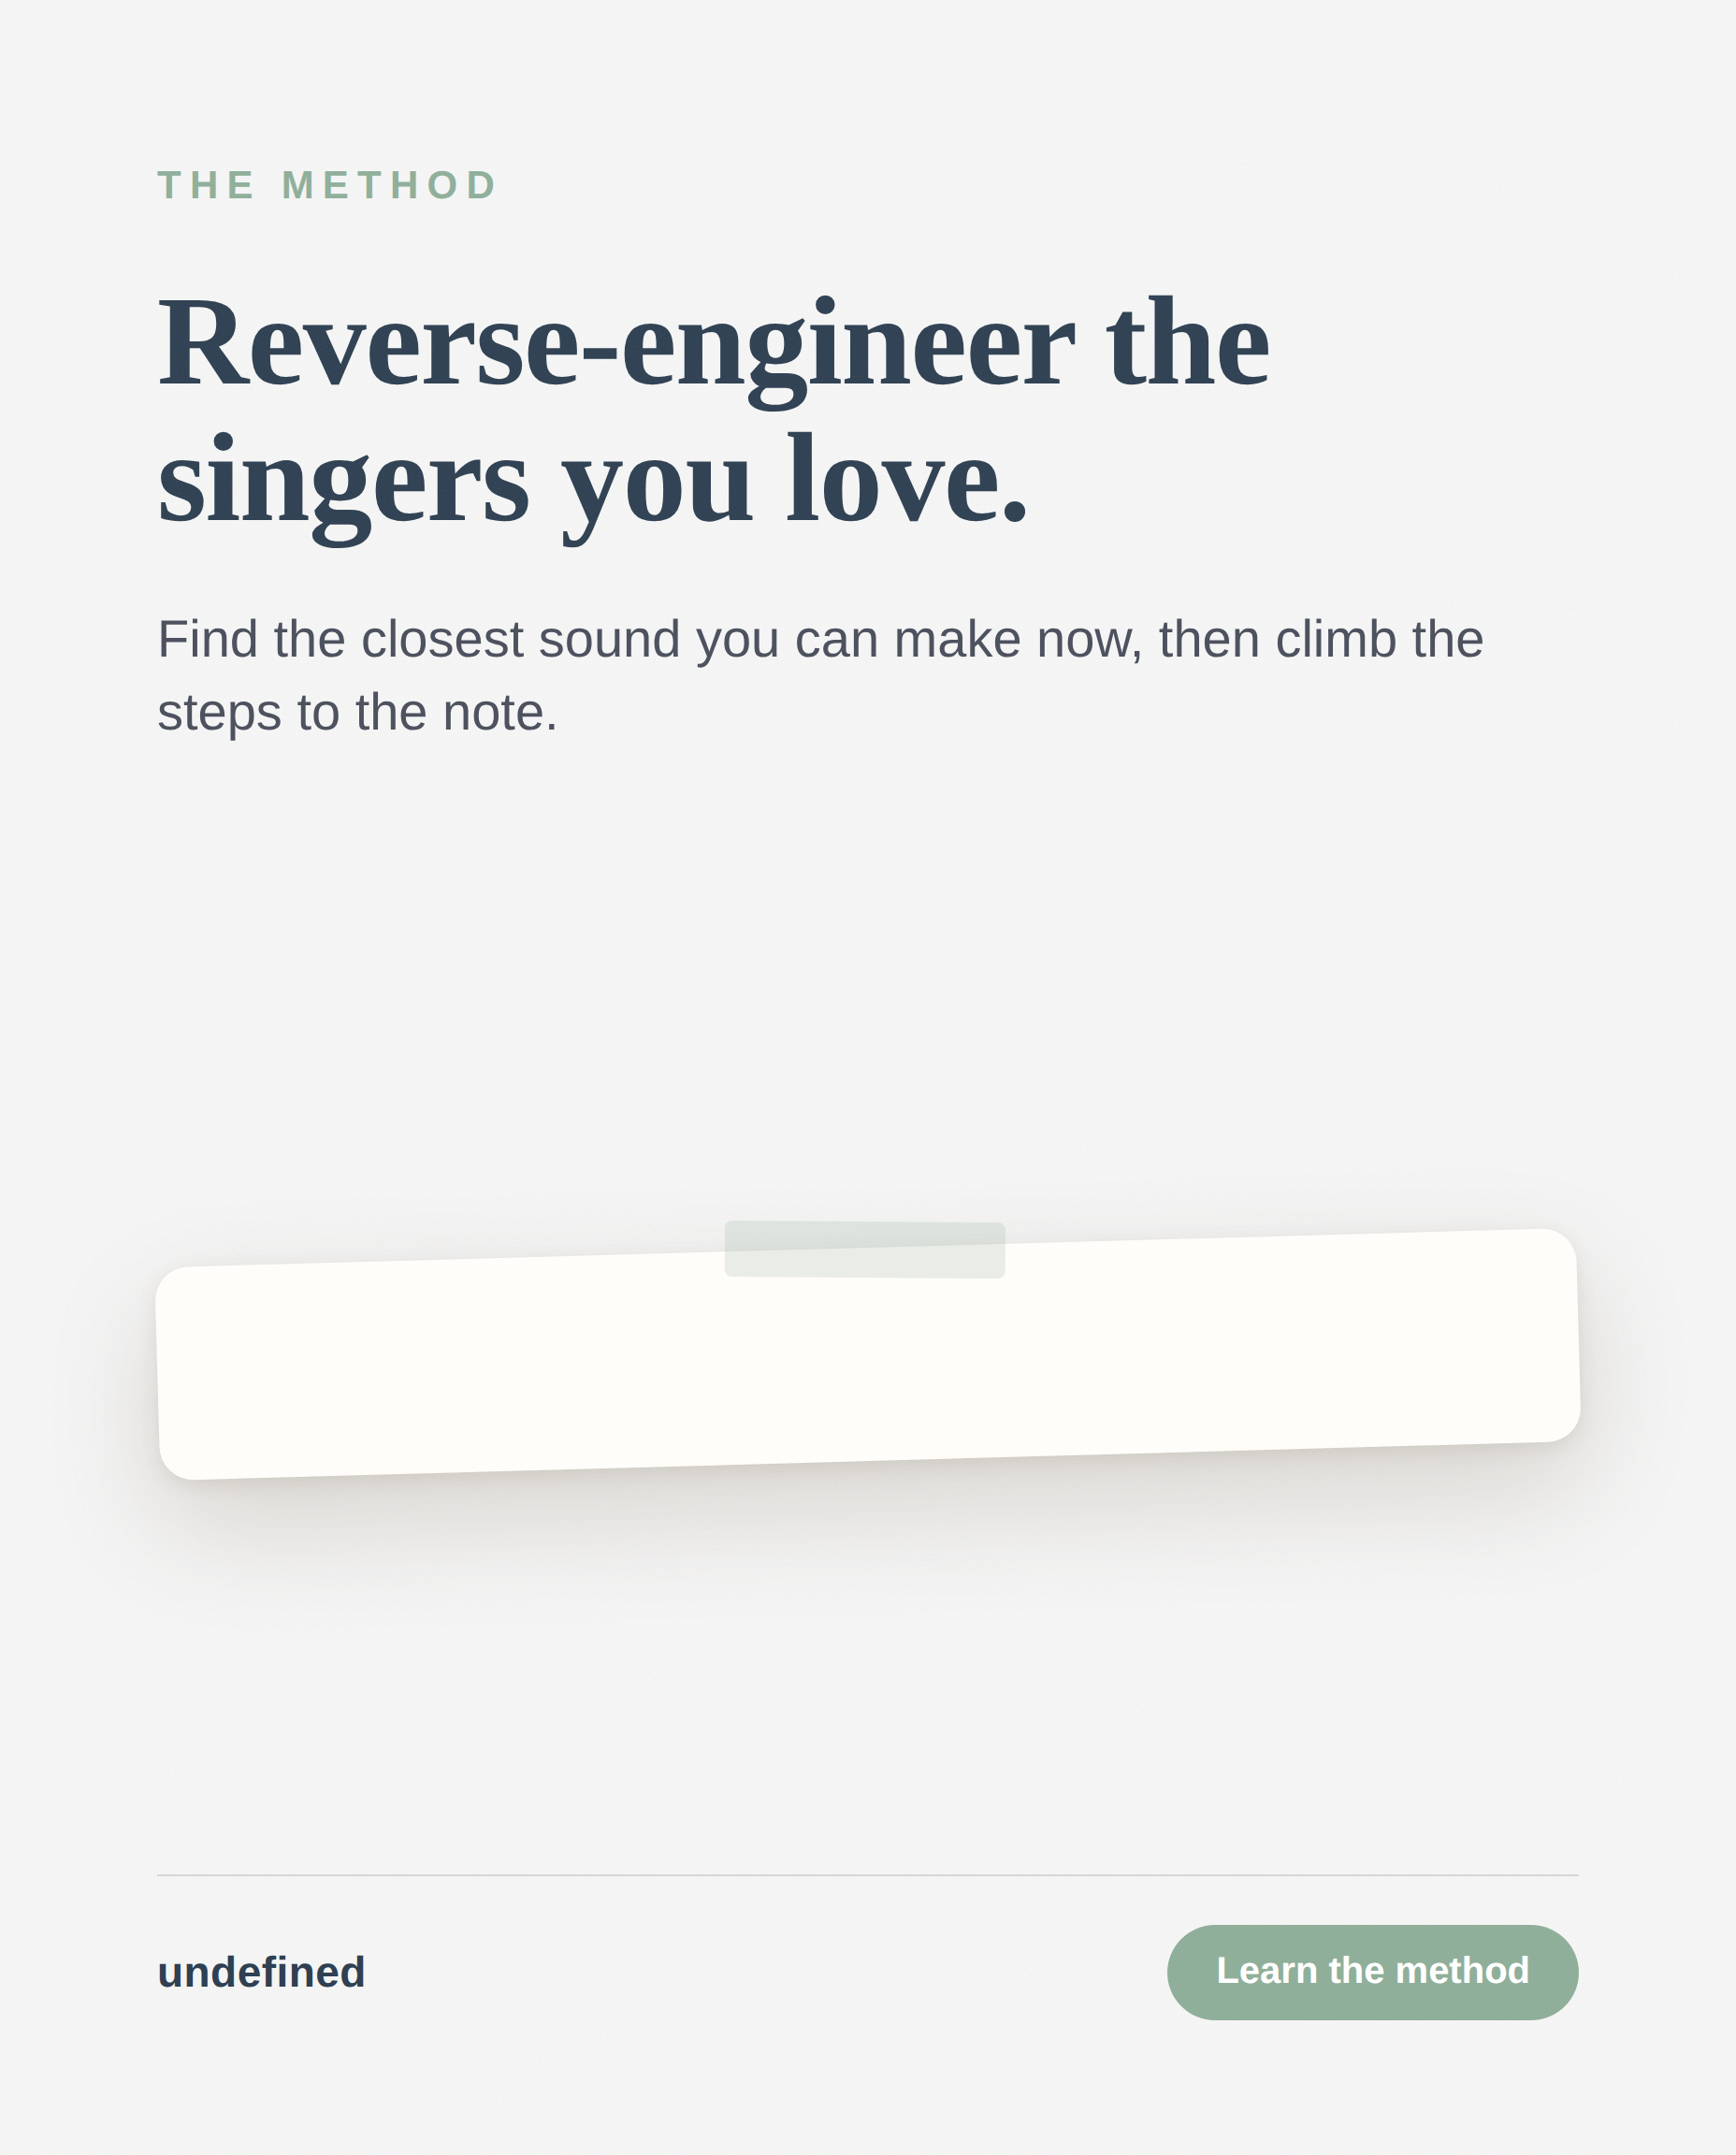 THE METHOD
Reverse-engineer the
singers you love.
Find the closest sound you can make now, then climb the
steps to the note.
undefined
Learn the method